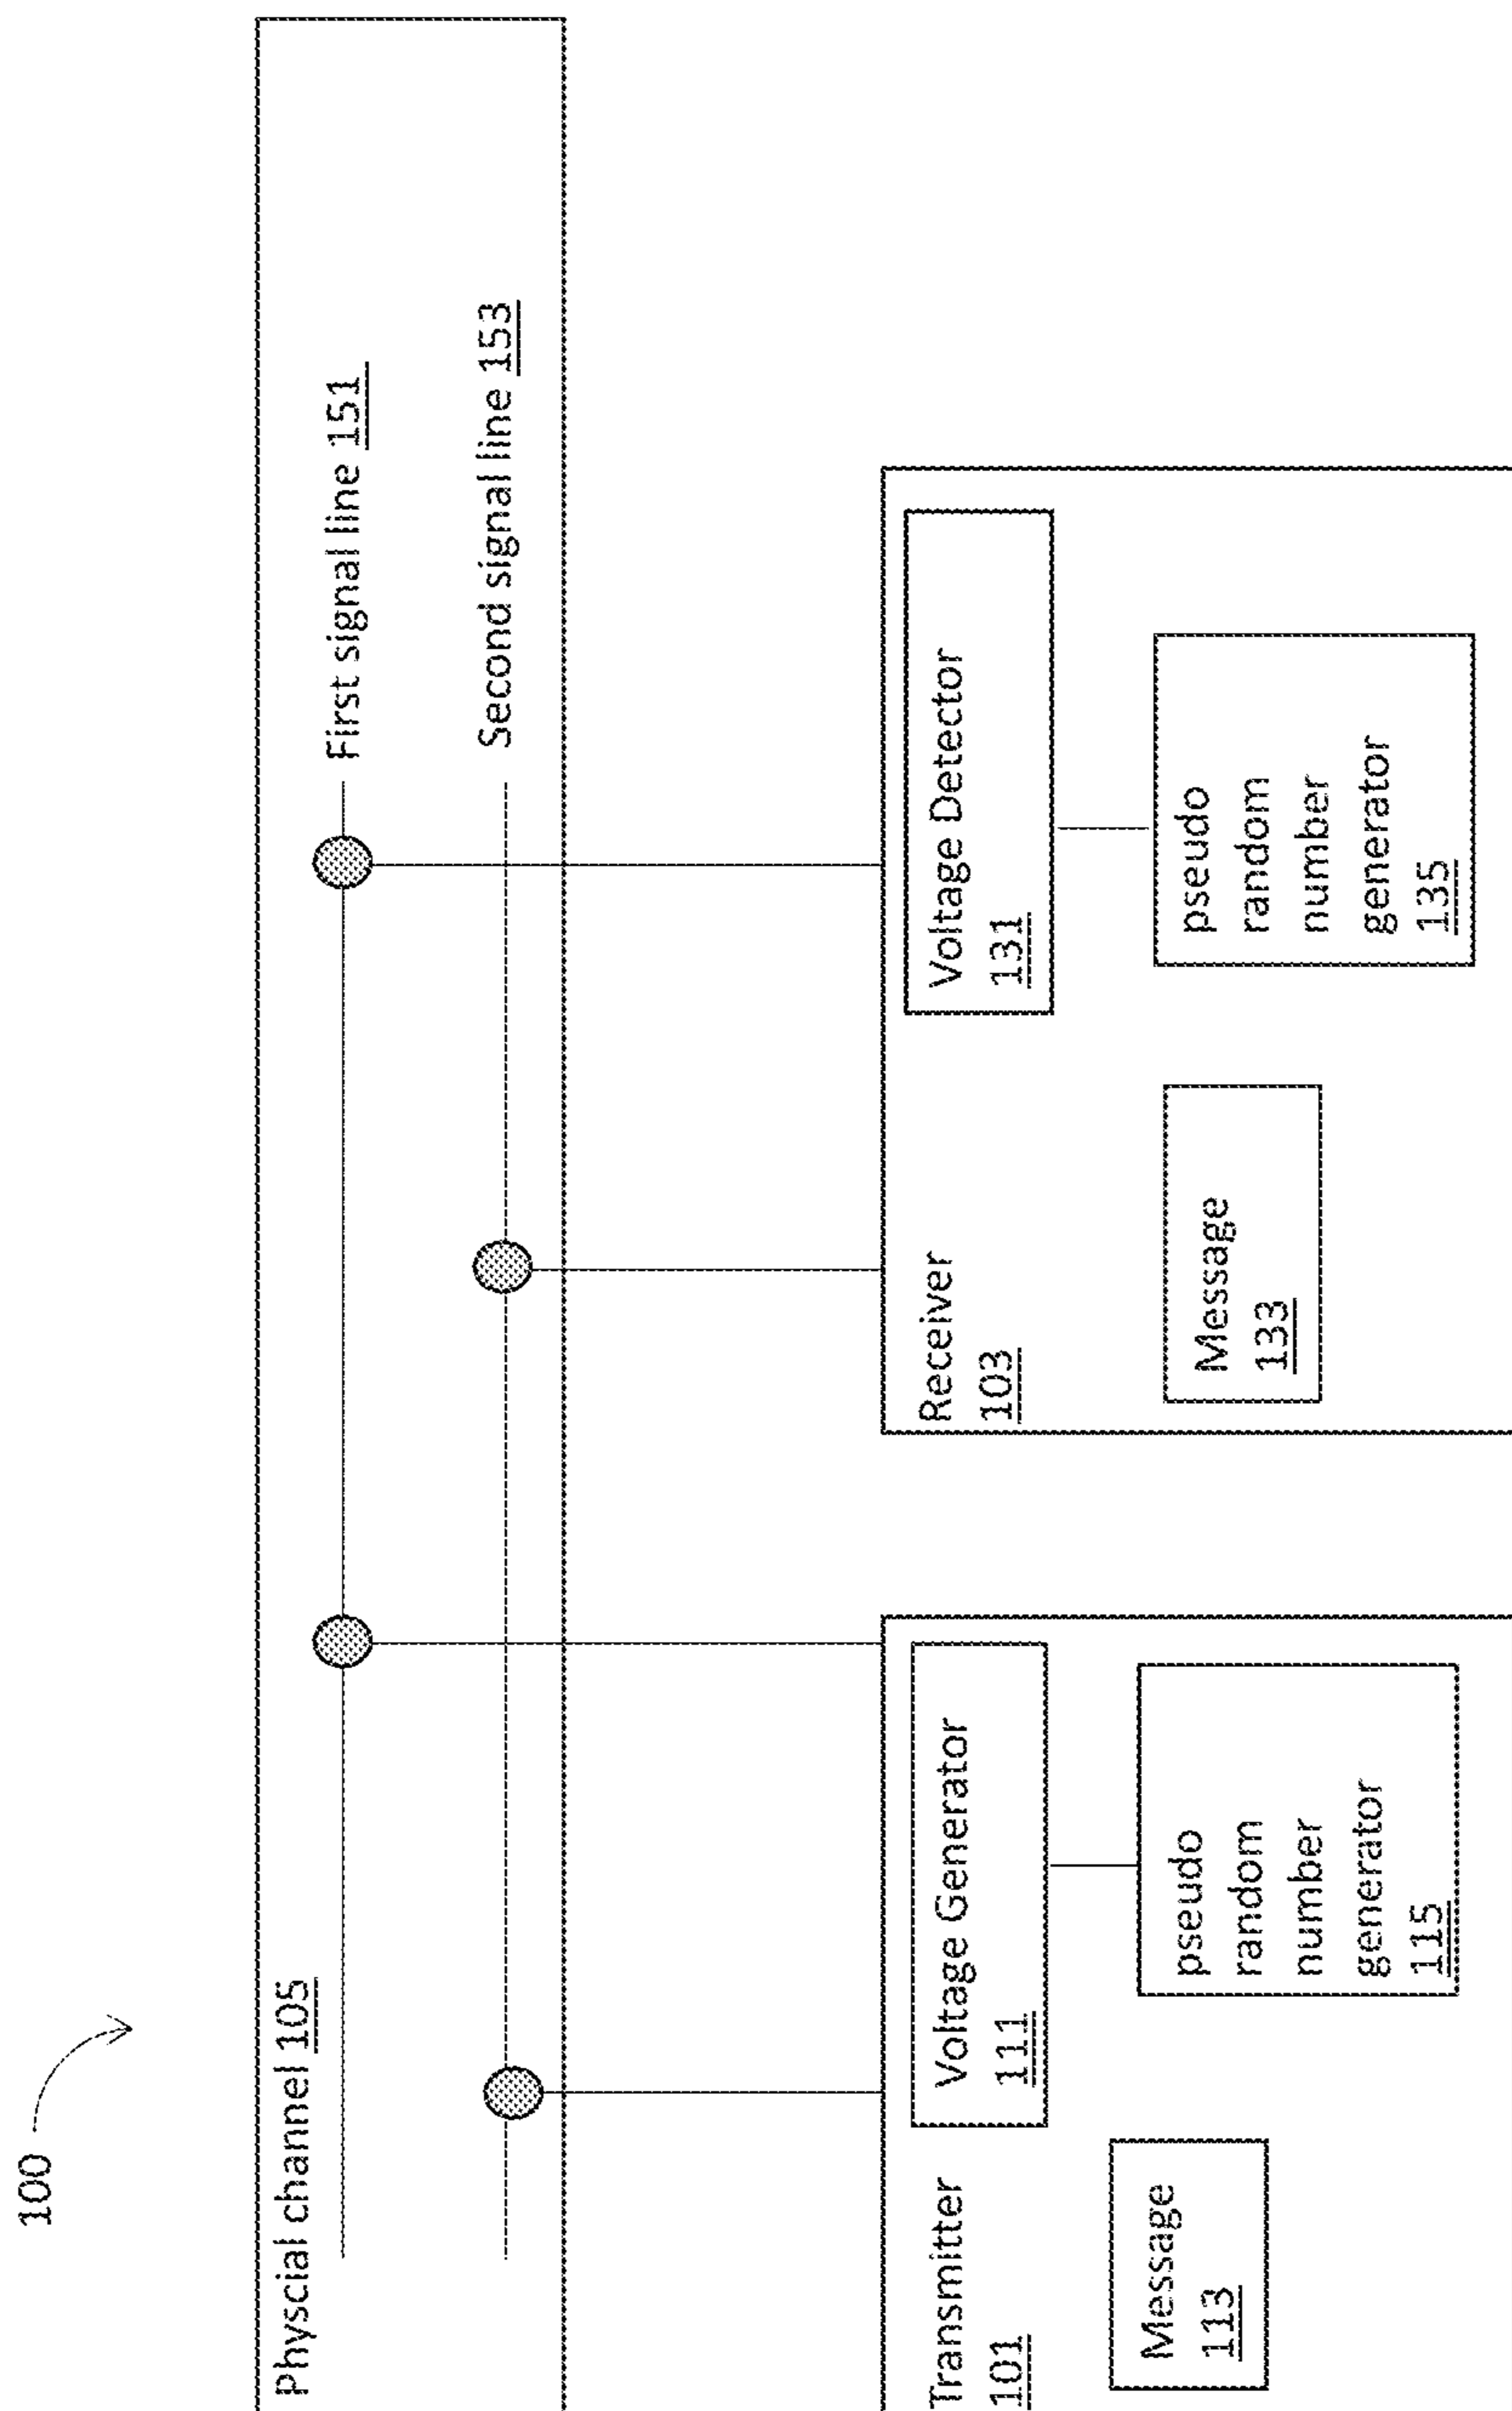 100
Physcial channel 105
First signal line 151
Second signal line 153
Transmitter
101
Voltage Generator
111
Message
113
pseudo
random
number
generator
115
Receiver
103
Voltage Detector
131
Message
133
pseudo
random
number
generator
135